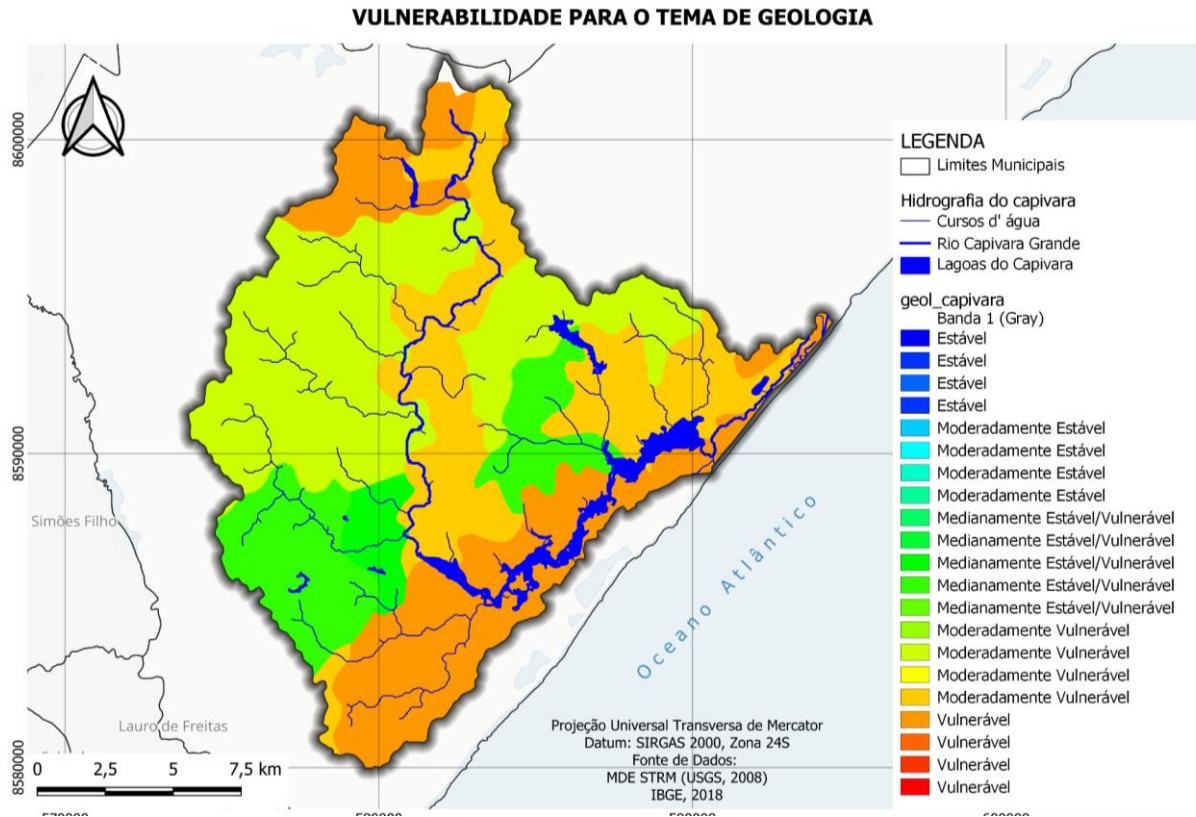 VULNERABILIDADE PARA O TEMA DE GEOLOGIA
8600000
8590000
8580000
Simões Filho
Lauro de Freitas
Oceano Atlântico
0 2,5 5 7,5 km
Projeção Universal Transversa de Mercator
Datum: SIRGAS 2000, Zona 24S
Fonte de Dados:
MDE STRM (USGS, 2008)
IBGE, 2018
LEGENDA
Limites Municipais
Hidrografia do capivara
Cursos d' água
Rio Capivara Grande
Lagoas do Capivara
geol_capivara
Banda 1 (Gray)
Estável
Estável
Estável
Estável
Moderadamente Estável
Moderadamente Estável
Moderadamente Estável
Moderadamente Estável
Medianamente Estável/Vulnerável
Medianamente Estável/Vulnerável
Medianamente Estável/Vulnerável
Medianamente Estável/Vulnerável
Medianamente Estável/Vulnerável
Moderadamente Vulnerável
Moderadamente Vulnerável
Moderadamente Vulnerável
Moderadamente Vulnerável
Vulnerável
Vulnerável
Vulnerável
Vulnerável